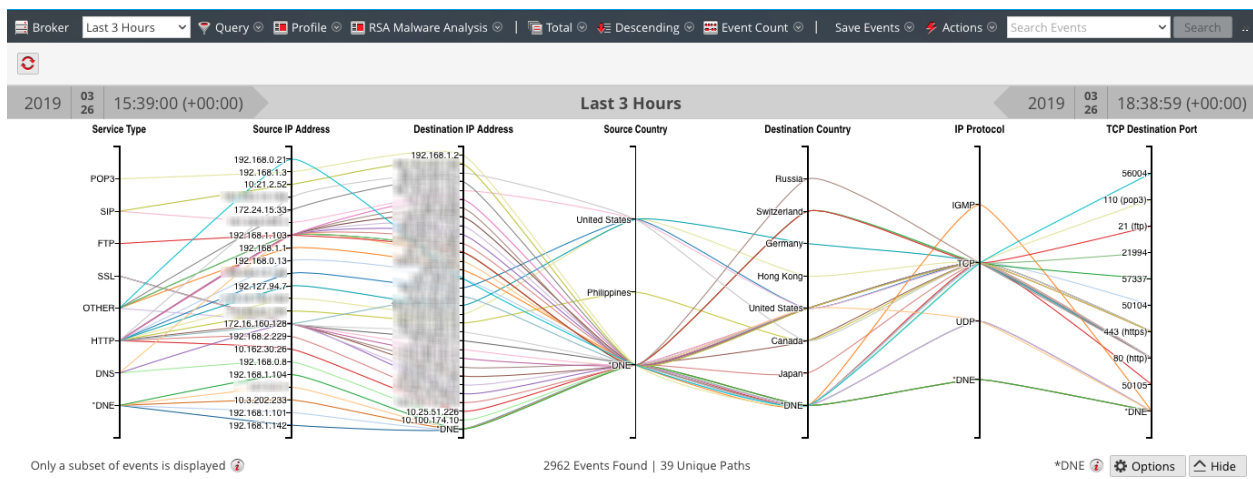 Broker Last 3 Hours Query Profile RSA Malware Analysis | Total Descending Event Count | Save Events Actions Search Events Search ..
2019 03 26 15:39:00 (+00:00) Last 3 Hours 2019 03 26 18:38:59 (+00:00)
Service Type Source IP Address Destination IP Address Source Country Destination Country IP Protocol TCP Destination Port
POP3
SIP
FTP
SSL
OTHER
HTTP
DNS
*DNE
192.168.0.21
192.168.1.3
10.21.2.52
172.24.15.33
192.168.1.103
192.168.1.1
192.168.0.13
192.127.94.7
172.16.160.128
192.168.2.229
10.162.30.26
192.168.0.8
192.168.1.104
10.3.202.233
192.168.1.101
192.168.1.142
192.168.1.2
10.25.51.226
10.100.174.10
*DNE
United States
Philippines
*DNE
Russia
Switzerland
Germany
Hong Kong
United States
Canada
Japan
*DNE
IGMP
TCP
UDP
*DNE
56004
110 (pop3)
21 (ftp)
21994
57337
50104
443 (https)
80 (http)
50105
*DNE
Only a subset of events is displayed 2962 Events Found | 39 Unique Paths *DNE Options Hide